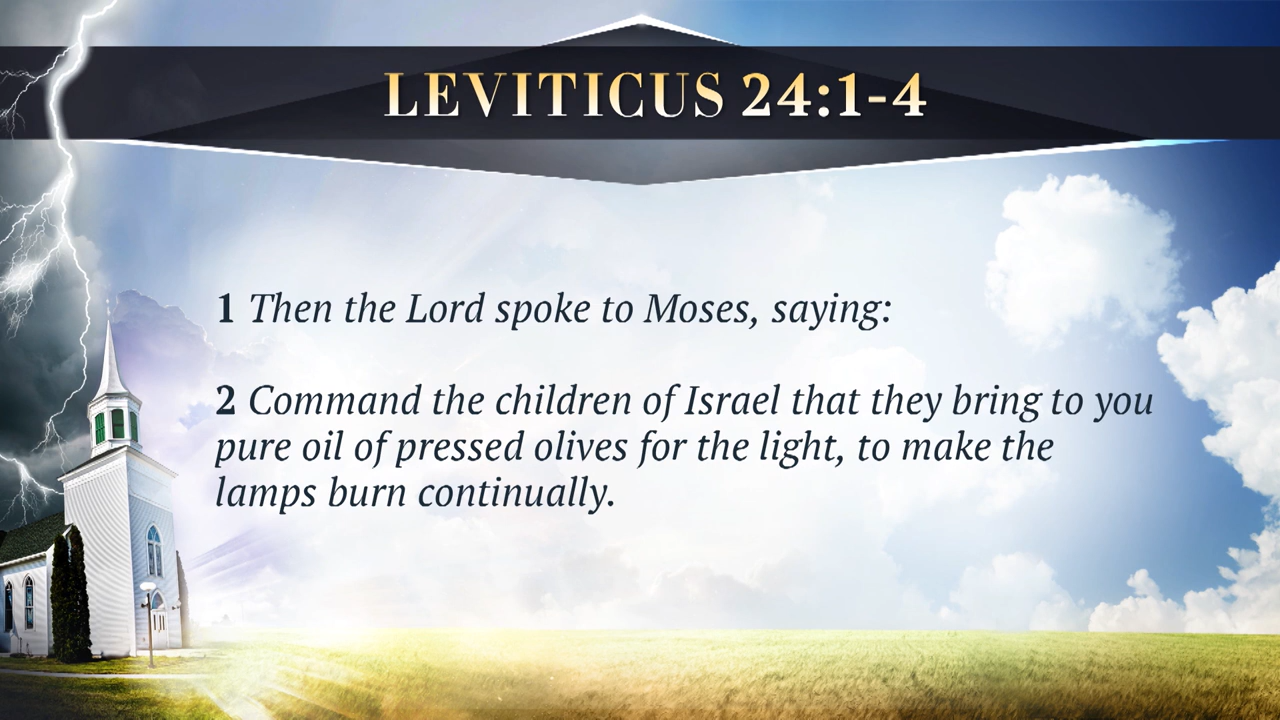 LEVITICUS 24:1-4
1 Then the Lord spoke to Moses, saying:
2 Command the children of Israel that they bring to you
pure oil of pressed olives for the light, to make the
lamps burn continually.